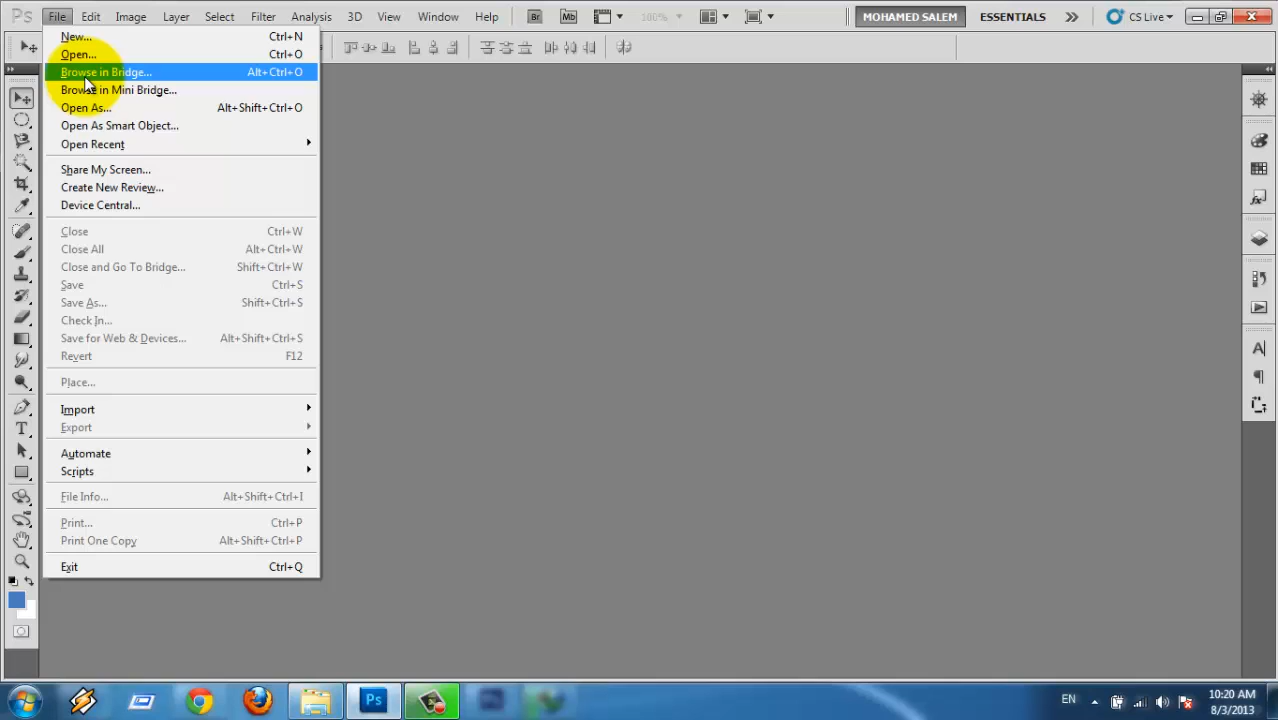 Ps File Edit Image Layer Select Filter Analysis 3D View Window Help Br Mb 100% MOHAMED SALEM ESSENTIALS CS Live
New... Ctrl+N
Open... Ctrl+O
Browse in Bridge... Alt+Ctrl+O
Browse in Mini Bridge...
Open As... Alt+Shift+Ctrl+O
Open As Smart Object...
Open Recent
Share My Screen...
Create New Review...
Device Central...
Close Ctrl+W
Close All Alt+Ctrl+W
Close and Go To Bridge... Shift+Ctrl+W
Save Ctrl+S
Save As... Shift+Ctrl+S
Check In...
Save for Web & Devices... Alt+Shift+Ctrl+S
Revert F12
Place...
Import
Export
Automate
Scripts
File Info... Alt+Shift+Ctrl+I
Print... Ctrl+P
Print One Copy Alt+Shift+Ctrl+P
Exit Ctrl+Q
Ps
EN
10:20 AM
8/3/2013